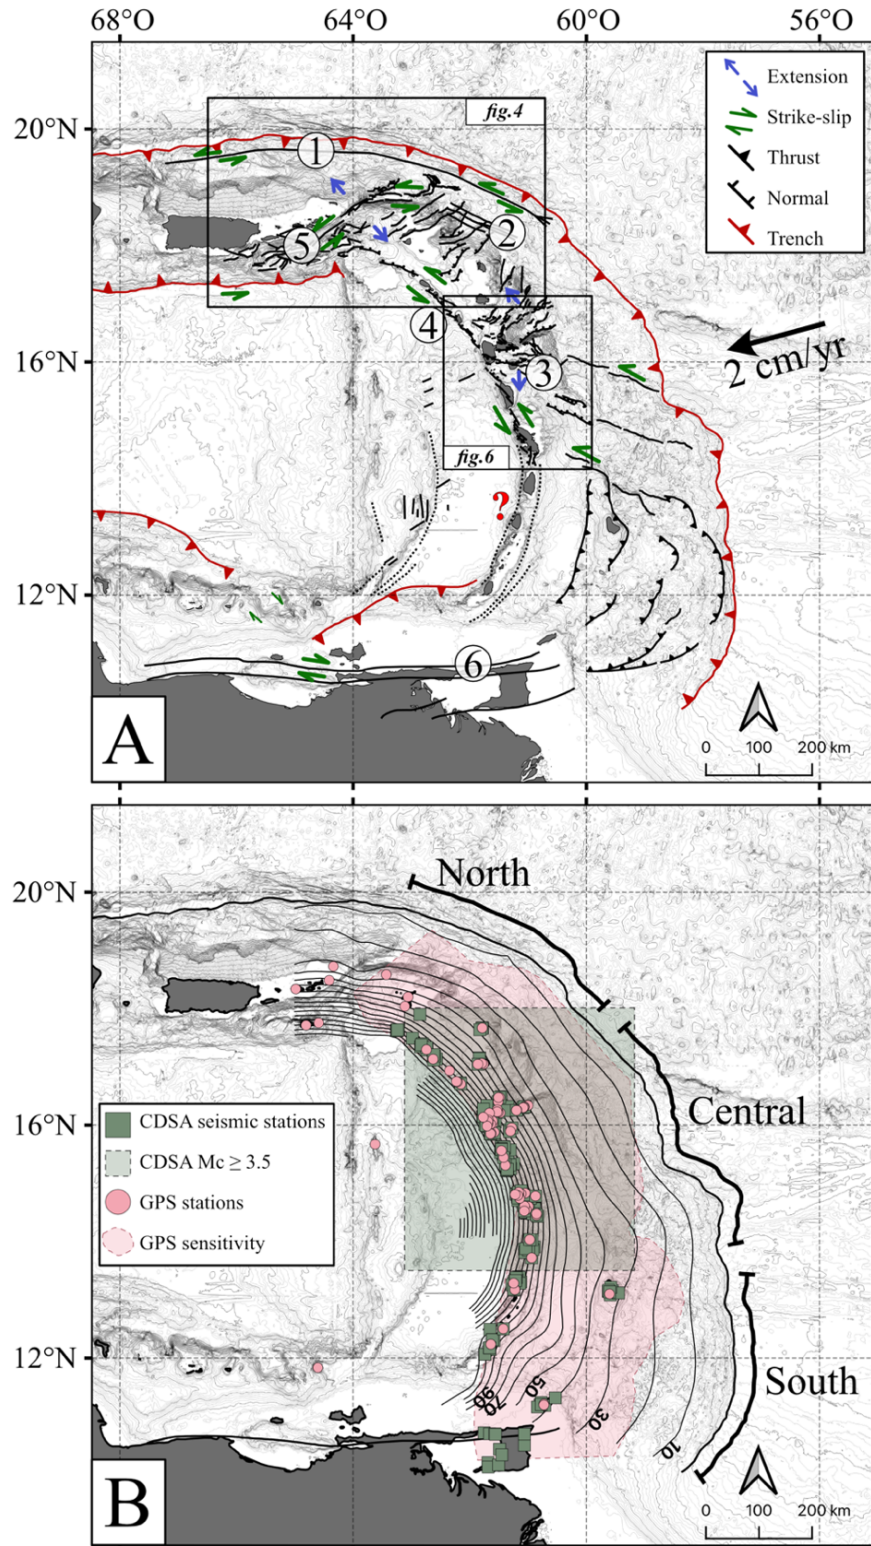 68°O 64°O 60°O 56°O
20°N
16°N
12°N
fig.4
Extension
Strike-slip
Thrust
Normal
Trench
1
2
5
4
3
2 cm/yr
fig.6
?
6
A
0 100 200 km
North
20°N
16°N
12°N
Central
CDSA seismic stations
CDSA Mc ≥ 3.5
GPS stations
GPS sensitivity
South
90
70
50
30
10
B
0 100 200 km